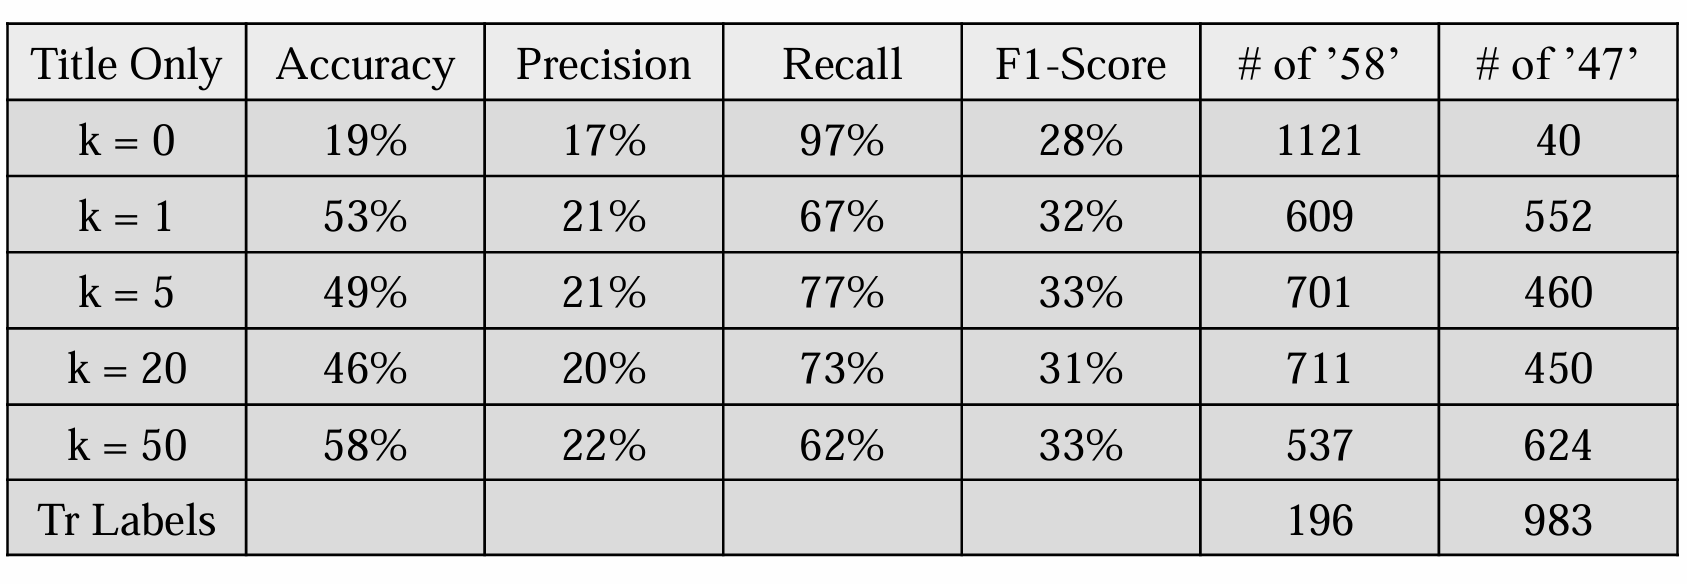 Title Only Accuracy Precision Recall F1-Score # of ’58’ # of ’47’
k = 0 19% 17% 97% 28% 1121 40
k = 1 53% 21% 67% 32% 609 552
k = 5 49% 21% 77% 33% 701 460
k = 20 46% 20% 73% 31% 711 450
k = 50 58% 22% 62% 33% 537 624
Tr Labels 196 983